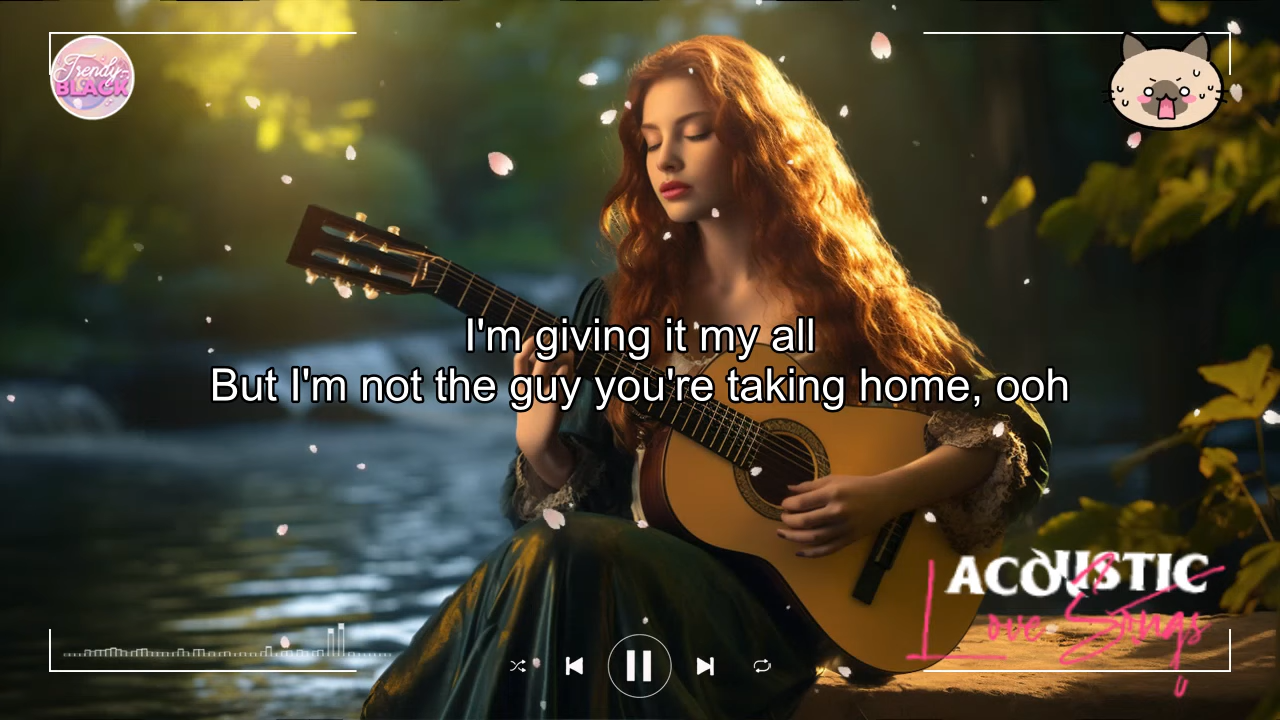 Trendy
BLACK
I'm giving it my all
But I'm not the guy you're taking home, ooh
ACOUSTIC
Love Songs